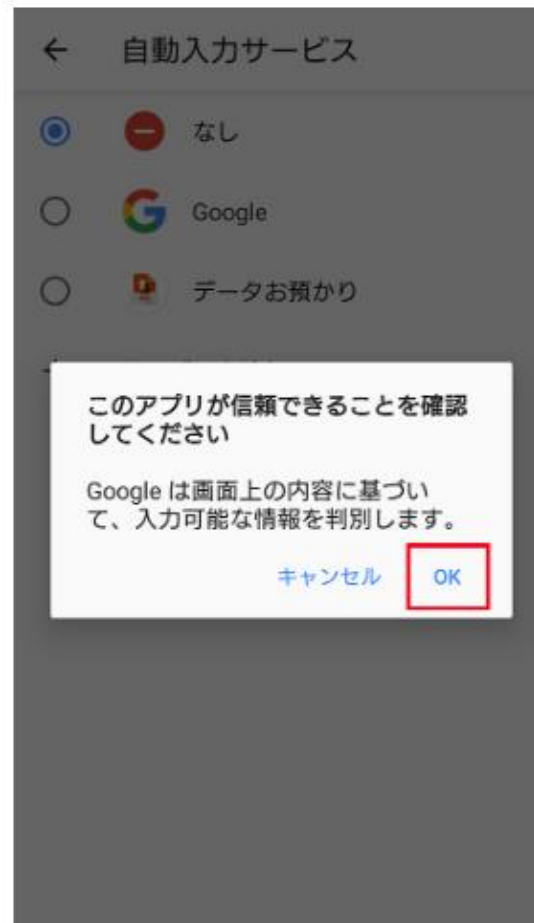 自動入力サービス
なし
Google
データお預かり
このアプリが信頼できることを確認
してください
Google は画面上の内容に基づい
て、入力可能な情報を判別します。
キャンセル
OK